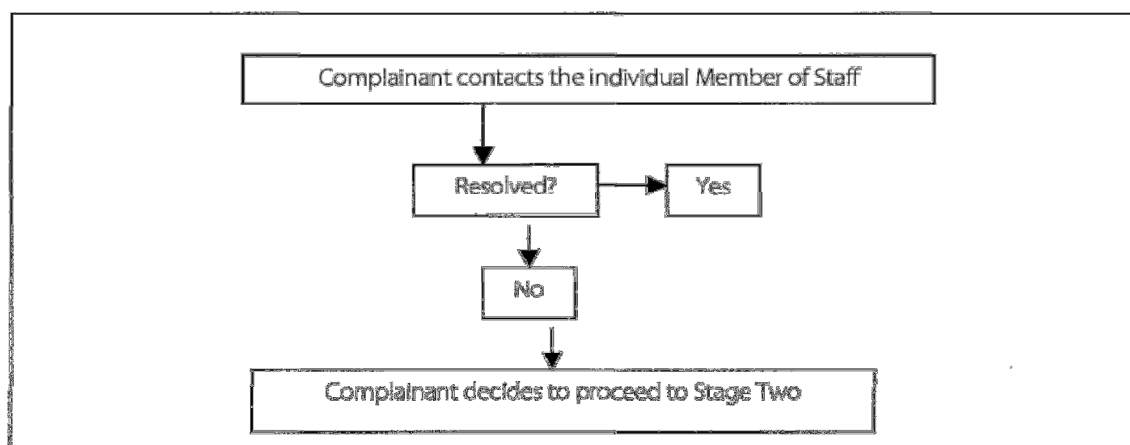 Complainant contacts the individual Member of Staff
Resolved?
Yes
No
Complainant decides to proceed to Stage Two